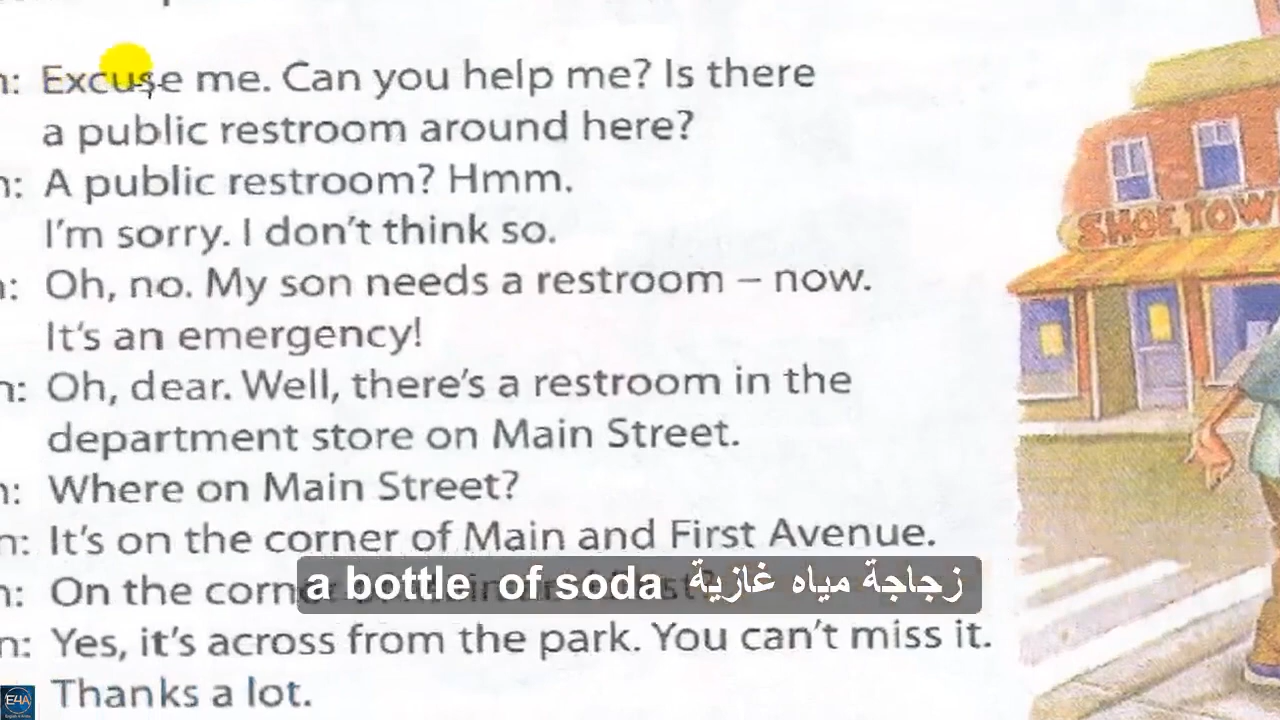 n: Excuse me. Can you help me? Is there
a public restroom around here?
n: A public restroom? Hmm.
I'm sorry. I don't think so.
n: Oh, no. My son needs a restroom – now.
It's an emergency!
n: Oh, dear. Well, there's a restroom in the
department store on Main Street.
n: Where on Main Street?
n: It's on the corner of Main and First Avenue.
n: On the corner
a bottle of soda زجاجة مياه غازية
n: Yes, it's across from the park. You can't miss it.
Thanks a lot.
SHOE TOW
E4A